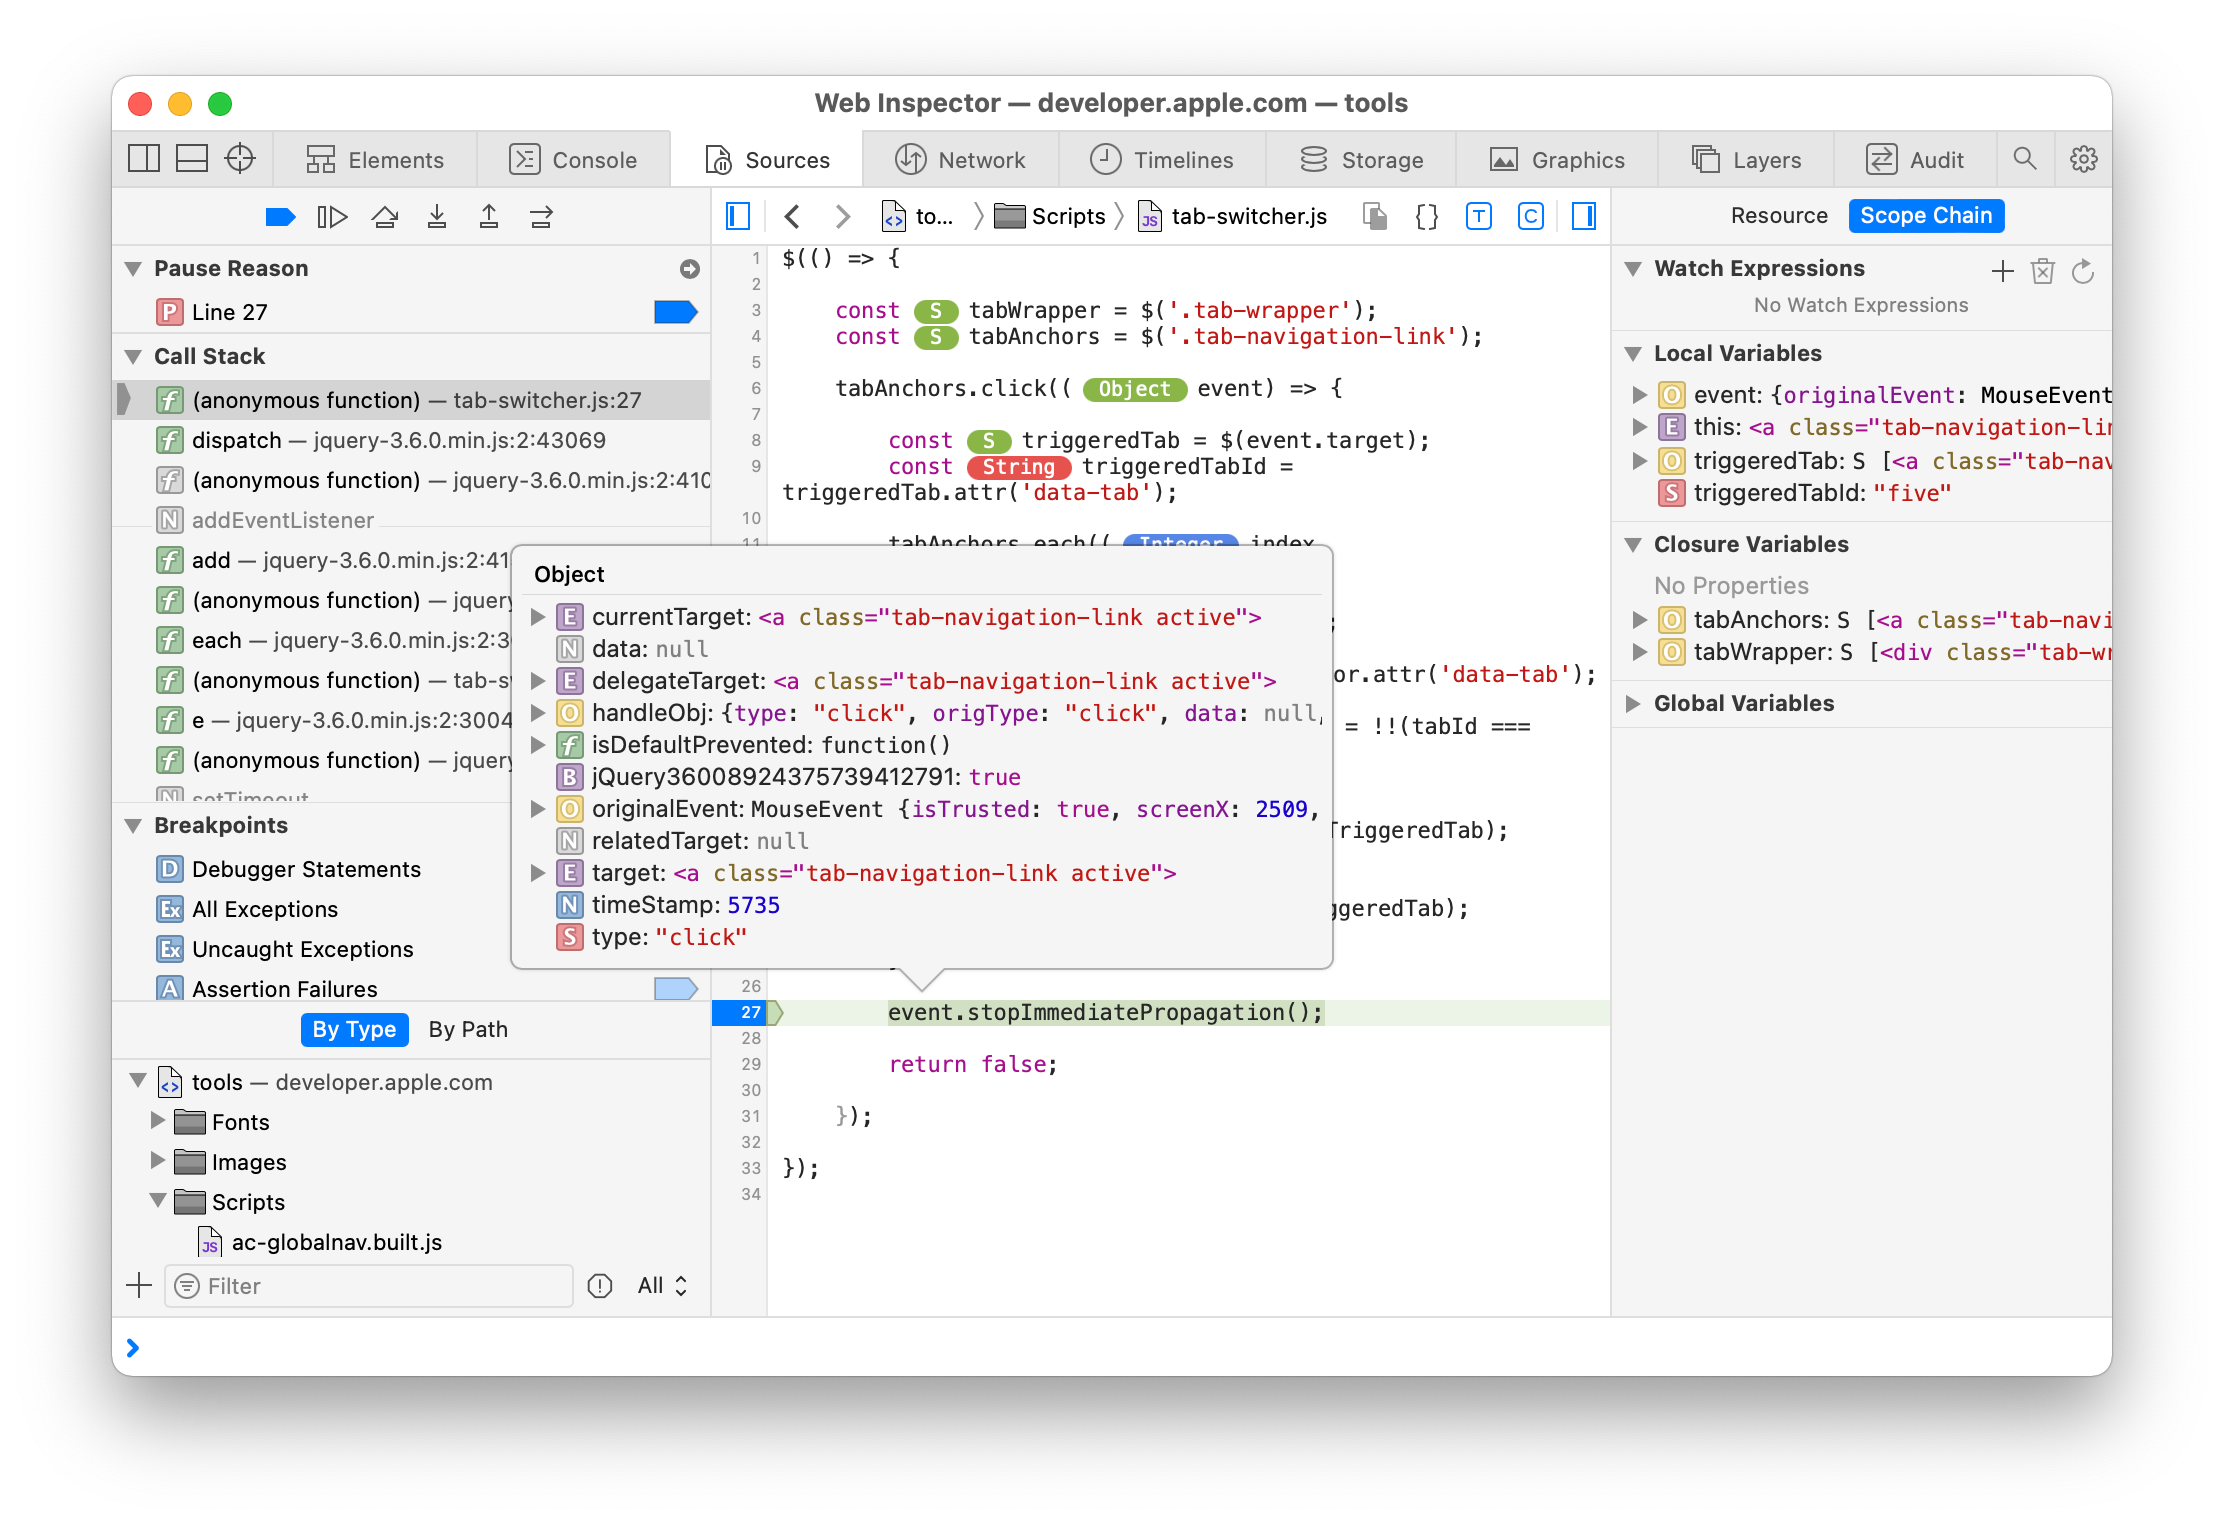 Web Inspector — developer.apple.com — tools
Elements
Console
Sources
Network
Timelines
Storage
Graphics
Layers
Audit
Pause Reason
P Line 27
Call Stack
f (anonymous function) — tab-switcher.js:27
f dispatch — jquery-3.6.0.min.js:2:43069
f (anonymous function) — jquery-3.6.0.min.js:2:410
N addEventListener
f add — jquery-3.6.0.min.js:2:41
f (anonymous function) — jquery
f each — jquery-3.6.0.min.js:2:3
f (anonymous function) — tab-s
f e — jquery-3.6.0.min.js:2:3004
f (anonymous function) — jquery
N setTimeout
Breakpoints
D Debugger Statements
Ex All Exceptions
Ex Uncaught Exceptions
A Assertion Failures
By Type By Path
<> tools — developer.apple.com
Fonts
Images
Scripts
JS ac-globalnav.built.js
Filter
All
<> to... Scripts JS tab-switcher.js {} T C
1 $(() => {
2
3 const S tabWrapper = $('.tab-wrapper');
4 const S tabAnchors = $('.tab-navigation-link');
5
6 tabAnchors.click(( Object event) => {
7
8 const S triggeredTab = $(event.target);
9 const String triggeredTabId =
triggeredTab.attr('data-tab');
10
11 tabAnchors.each(( Integer index,
;
or.attr('data-tab');
= !!(tabId ===
TriggeredTab);
ggeredTab);
26
27 event.stopImmediatePropagation();
28
29 return false;
30
31 });
32
33 });
34
Object
E currentTarget: <a class="tab-navigation-link active">
N data: null
E delegateTarget: <a class="tab-navigation-link active">
O handleObj: {type: "click", origType: "click", data: null,
f isDefaultPrevented: function()
B jQuery36008924375739412791: true
O originalEvent: MouseEvent {isTrusted: true, screenX: 2509,
N relatedTarget: null
E target: <a class="tab-navigation-link active">
N timeStamp: 5735
S type: "click"
Resource Scope Chain
Watch Expressions
No Watch Expressions
Local Variables
O event: {originalEvent: MouseEvent
E this: <a class="tab-navigation-lin
O triggeredTab: S [<a class="tab-nav
S triggeredTabId: "five"
Closure Variables
No Properties
O tabAnchors: S [<a class="tab-navi
O tabWrapper: S [<div class="tab-wr
Global Variables